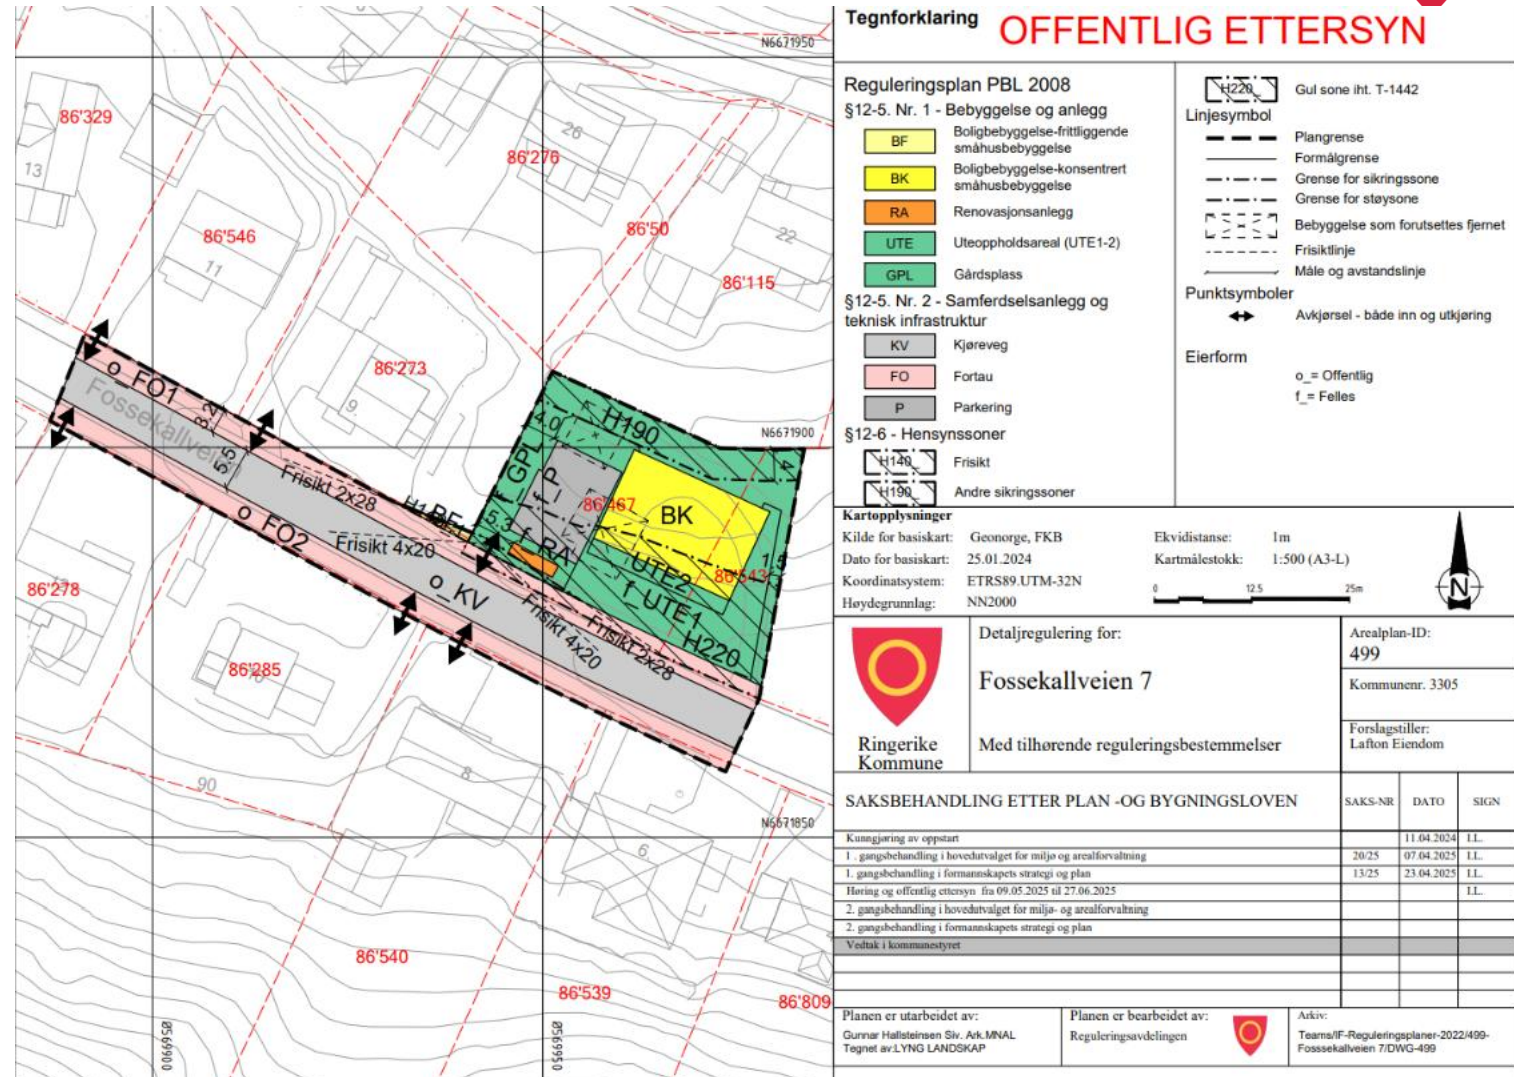 N6671950
86'329
13
26
86'276
86'50
22
86'546
11
86'115
86'273
9
o_FO1
Fossekallveien
3.2
5.5
Frisikt 2x28
4.0
H190
N6671900
4
f_GPL
f_P
86'467
BK
BF
5.3
f_RA
Frisikt 4x20
o_FO2
o_KV
UTE2
86'543
1.5
f_UTE1
H220
Frisikt 4x20
Frisikt 2x28
86'278
86'285
10
8
90
N6671850
6
86'540
86'539
86'809
0566900
0566950
Tegnforklaring
OFFENTLIG ETTERSYN
Reguleringsplan PBL 2008
§12-5. Nr. 1 - Bebyggelse og anlegg
BF
Boligbebyggelse-frittliggende
småhusbebyggelse
BK
Boligbebyggelse-konsentrert
småhusbebyggelse
RA
Renovasjonsanlegg
UTE
Uteoppholdsareal (UTE1-2)
GPL
Gårdsplass
§12-5. Nr. 2 - Samferdselsanlegg og
teknisk infrastruktur
KV
Kjøreveg
FO
Fortau
P
Parkering
§12-6 - Hensynssoner
H140_
Frisikt
H190_
Andre sikringssoner
H220_
Gul sone iht. T-1442
Linjesymbol
Plangrense
Formålgrense
Grense for sikringssone
Grense for støysone
Bebyggelse som forutsettes fjernet
Frisiktlinje
Måle og avstandslinje
Punktsymboler
Avkjørsel - både inn og utkjøring
Eierform
o_= Offentlig
f_= Felles
Kartopplysninger
Kilde for basiskart: Geonorge, FKB
Dato for basiskart: 25.01.2024
Koordinatsystem: ETRS89.UTM-32N
Høydegrunnlag: NN2000
Ekvidistanse: 1m
Kartmålestokk: 1:500 (A3-L)
0 12.5 25m
N
Ringerike
Kommune
Detaljregulering for:
Fossekallveien 7
Med tilhørende reguleringsbestemmelser
Arealplan-ID:
499
Kommunenr. 3305
Forslagstiller:
Lafton Eiendom
SAKSBEHANDLING ETTER PLAN -OG BYGNINGSLOVEN SAKS-NR DATO SIGN
Kunngjøring av oppstart 11.04.2024 I.L.
1 . gangsbehandling i hovedutvalget for miljø og arealforvaltning 20/25 07.04.2025 I.L.
1. gangsbehandling i formannskapets strategi og plan 13/25 23.04.2025 I.L.
Høring og offentlig ettersyn fra 09.05.2025 til 27.06.2025 I.L.
2. gangsbehandling i hovedutvalget for miljø- og arealforvaltning
2. gangsbehandling i formannskapets strategi og plan
Vedtak i kommunestyret
Planen er utarbeidet av:
Gunnar Hallsteinsen Siv. Ark.MNAL
Tegnet av:LYNG LANDSKAP
Planen er bearbeidet av:
Reguleringsavdelingen
Arkiv:
Teams/IF-Reguleringsplaner-2022/499-
Fosssekallveien 7/DWG-499